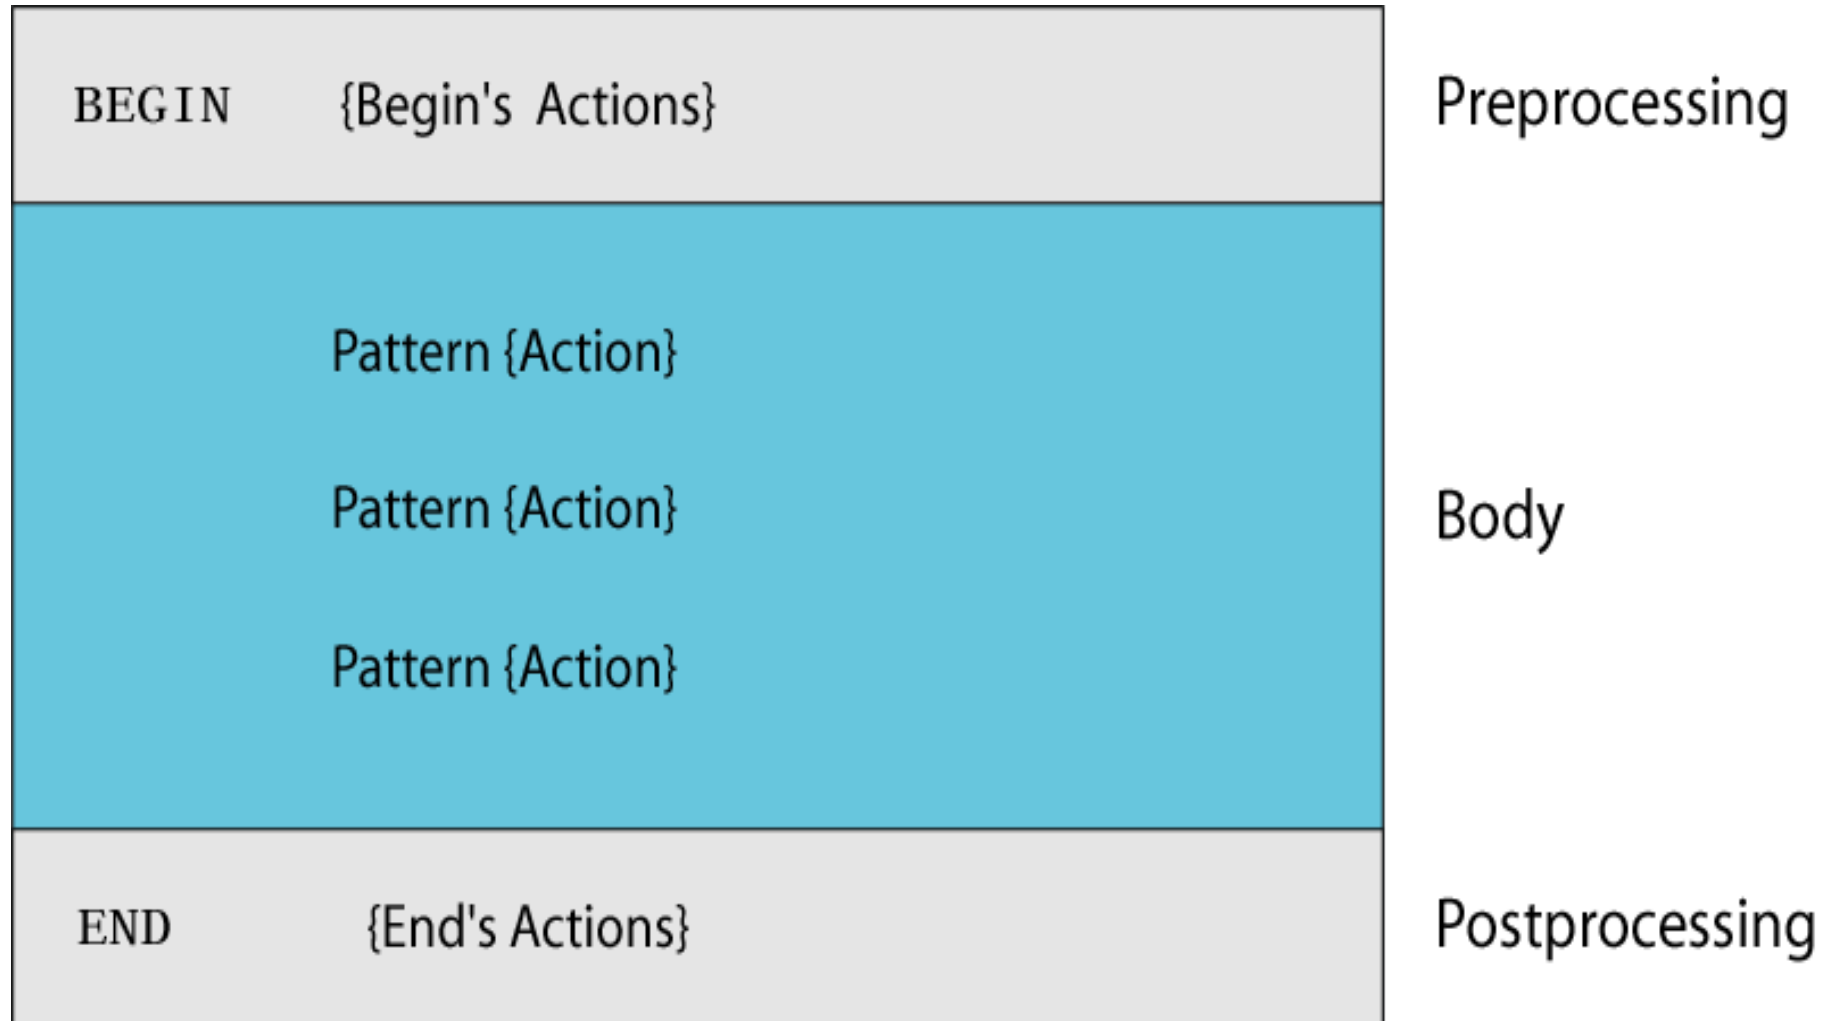 BEGIN {Begin's Actions} Preprocessing
Pattern {Action}
Pattern {Action}
Body
Pattern {Action}
END {End's Actions} Postprocessing